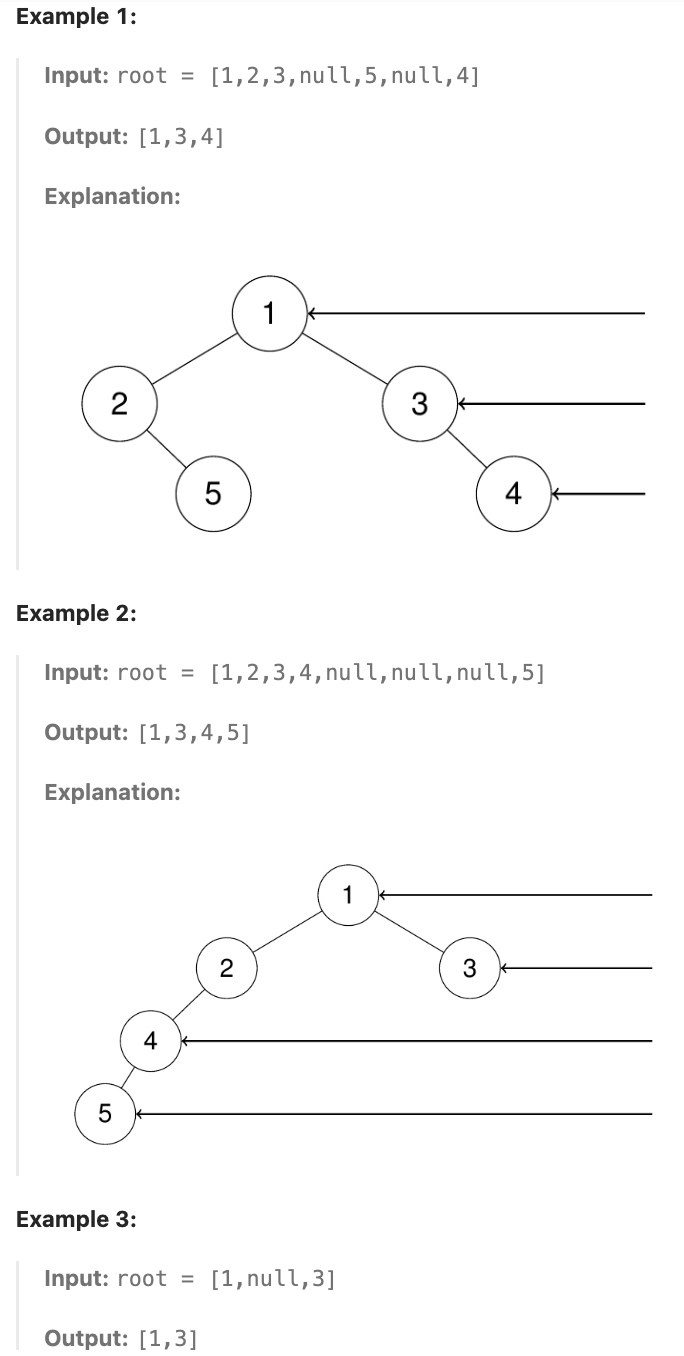 Example 1:
Input: root = [1,2,3,null,5,null,4]
Output: [1,3,4]
Explanation:
1
2 3
5 4
Example 2:
Input: root = [1,2,3,4,null,null,null,5]
Output: [1,3,4,5]
Explanation:
1
2 3
4
5
Example 3:
Input: root = [1,null,3]
Output: [1,3]